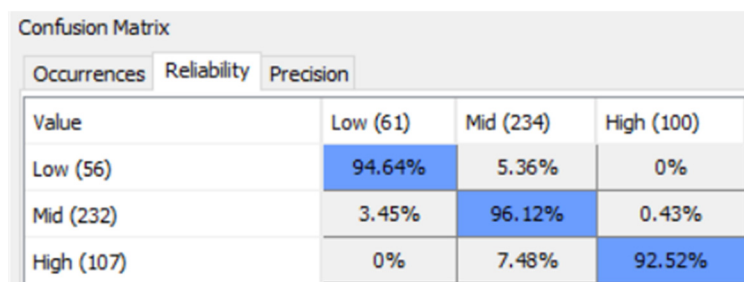 Confusion Matrix
Occurrences Reliability Precision
Value Low (61) Mid (234) High (100)
Low (56) 94.64% 5.36% 0%
Mid (232) 3.45% 96.12% 0.43%
High (107) 0% 7.48% 92.52%